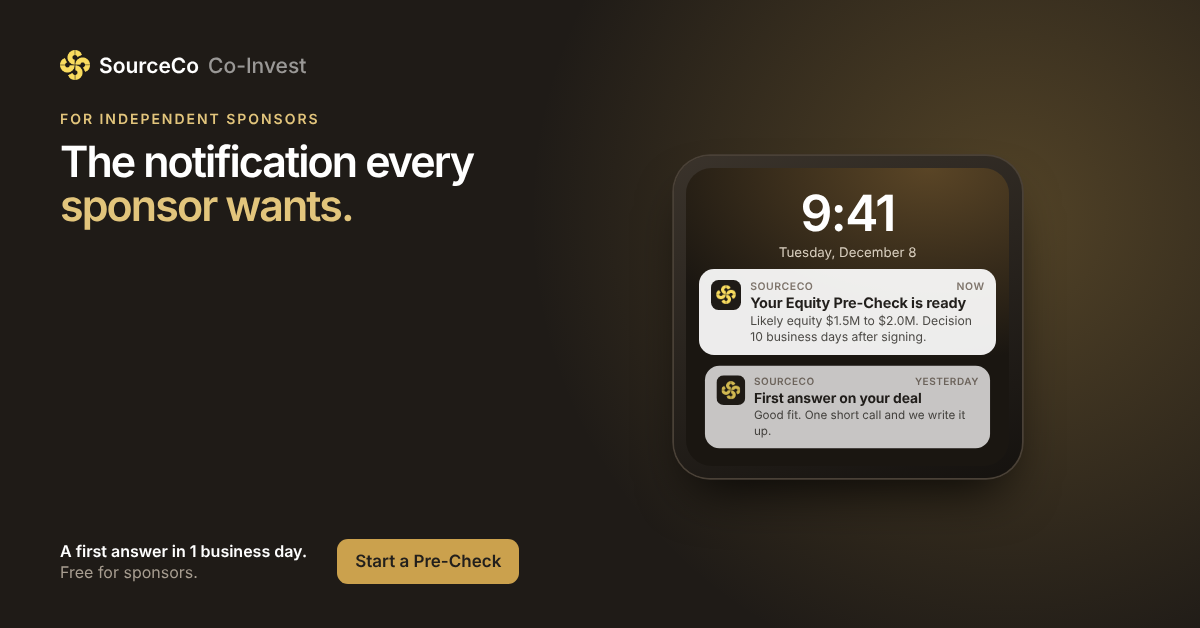 SourceCo Co-Invest
FOR INDEPENDENT SPONSORS
The notification every
sponsor wants.
9:41
Tuesday, December 8
SOURCECO NOW
Your Equity Pre-Check is ready
Likely equity $1.5M to $2.0M. Decision
10 business days after signing.
SOURCECO YESTERDAY
First answer on your deal
Good fit. One short call and we write it
up.
A first answer in 1 business day.
Free for sponsors.
Start a Pre-Check